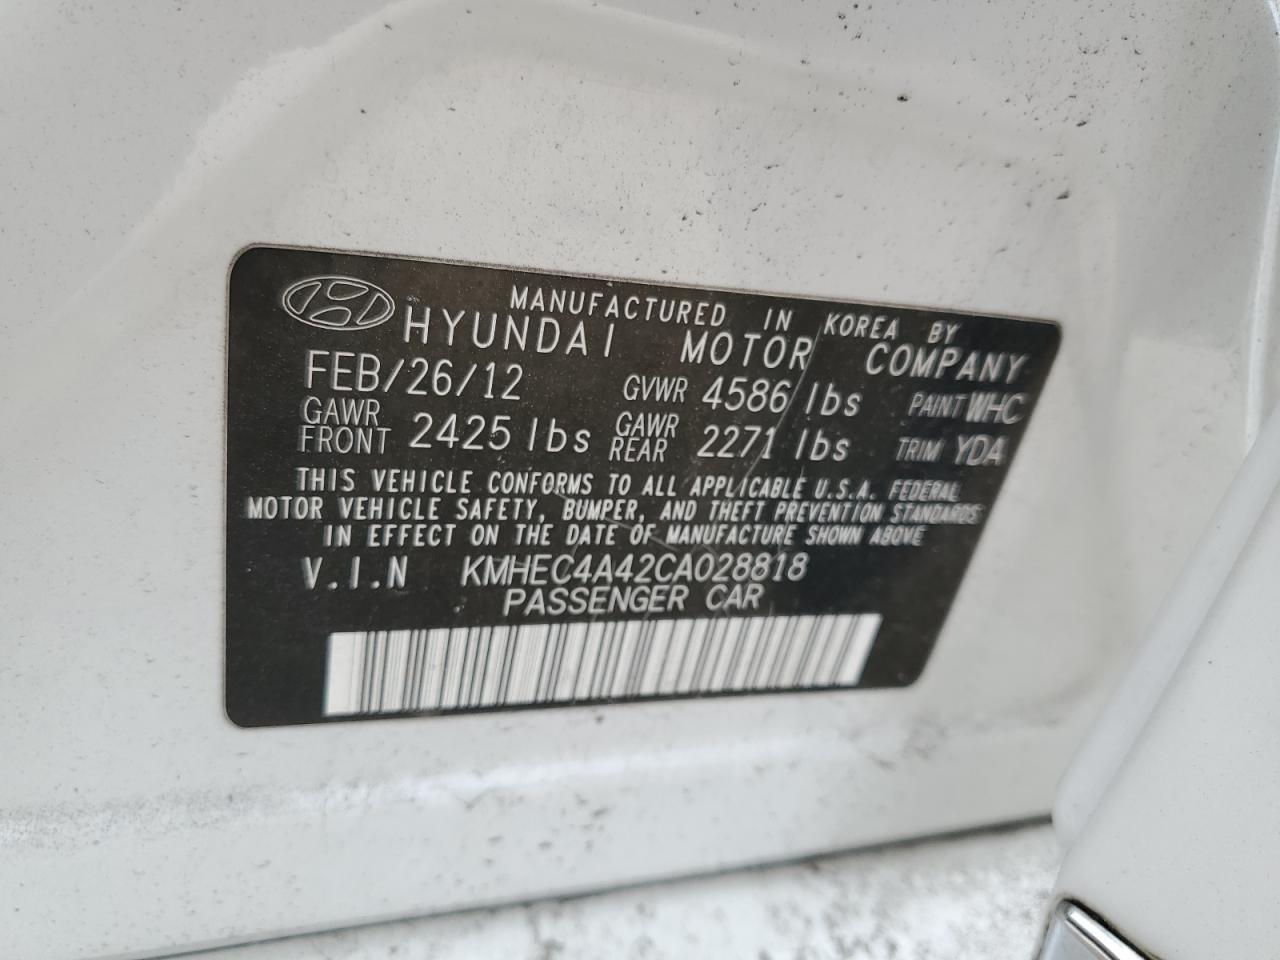 MANUFACTURED IN KOREA BY
HYUNDAI MOTOR COMPANY
FEB/26/12 GVWR 4586 lbs PAINT WHC
GAWR FRONT 2425 lbs GAWR REAR 2271 lbs TRIM YDA
THIS VEHICLE CONFORMS TO ALL APPLICABLE U.S.A. FEDERAL
MOTOR VEHICLE SAFETY, BUMPER, AND THEFT PREVENTION STANDARDS
IN EFFECT ON THE DATE OF MANUFACTURE SHOWN ABOVE
V.I.N KMHEC4A42CA028818
PASSENGER CAR